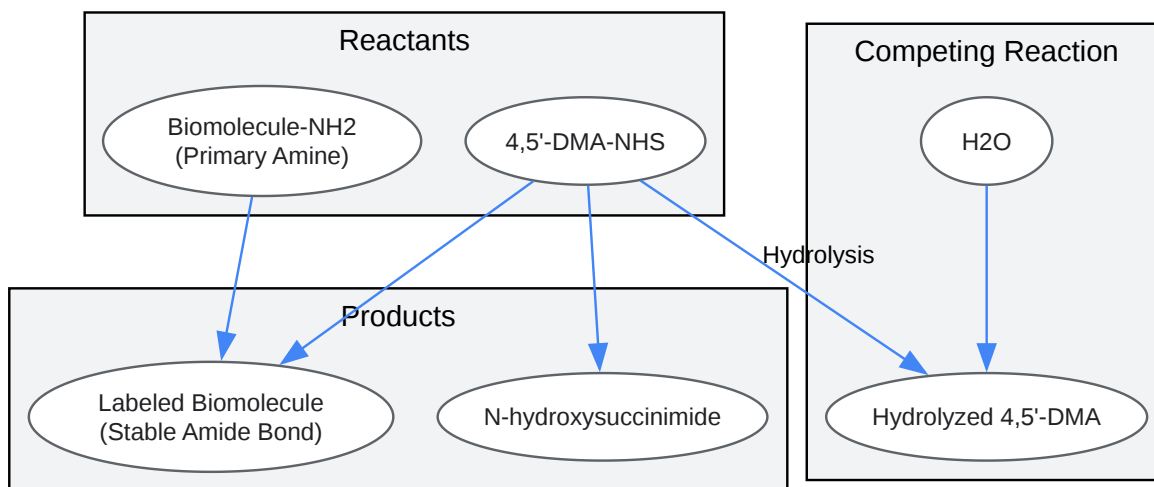 Reactants
Competing Reaction
Biomolecule-NH2
(Primary Amine)
4,5'-DMA-NHS
H2O
Hydrolysis
Products
Labeled Biomolecule
(Stable Amide Bond)
N-hydroxysuccinimide
Hydrolyzed 4,5'-DMA